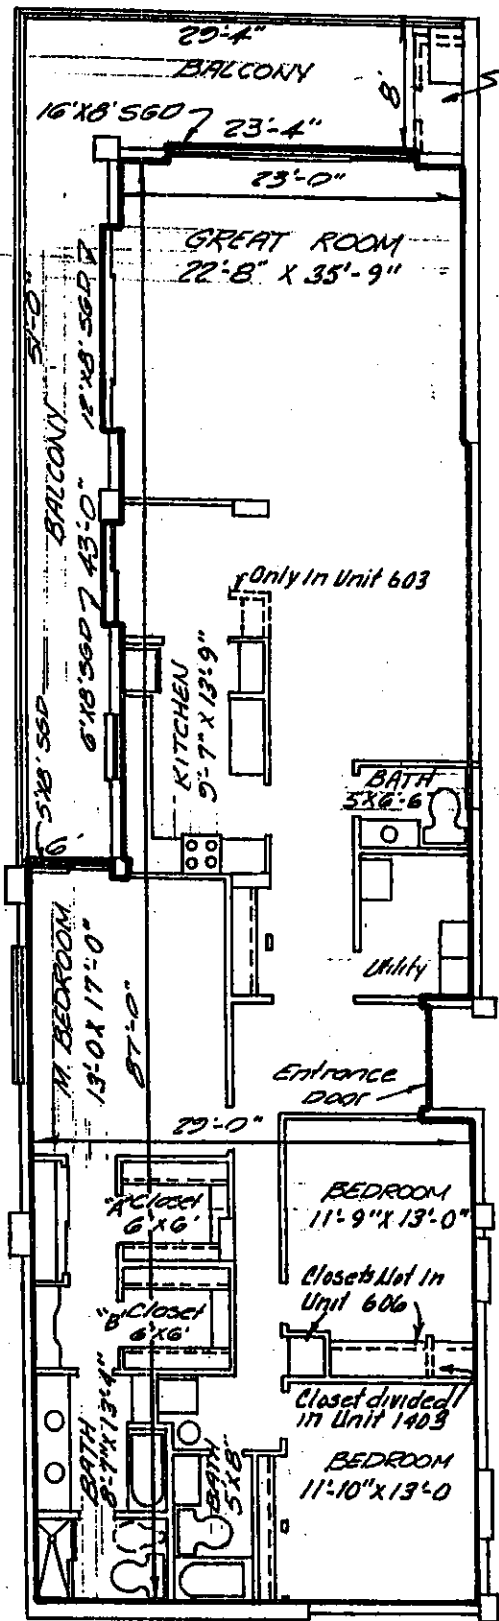 29'-4"
BALCONY
8'
16'X8' SGD
23'-4"
23'-0"
GREAT ROOM
22'-8" X 35'-9"
12'X8' SGD
51'-0"
BALCONY
43'-0"
6'X8' SGD
5'X8' SGD
6'
Only In Unit 603
KITCHEN
9'-7" X 13'-9"
BATH
5X6'-6
Utility
M. BEDROOM
13'-0 X 17'-0"
87'-0"
Entrance
Door
29'-0"
"A" Closet
6'X6'
BEDROOM
11'-9" X 13'-0"
"B" Closet
6'X6'
Closets Not In
Unit 606
Closet divided
in Unit 1403
BATH
8'-7" X 13'-4"
BATH
5'X8'
BEDROOM
11'-10" X 13'-0